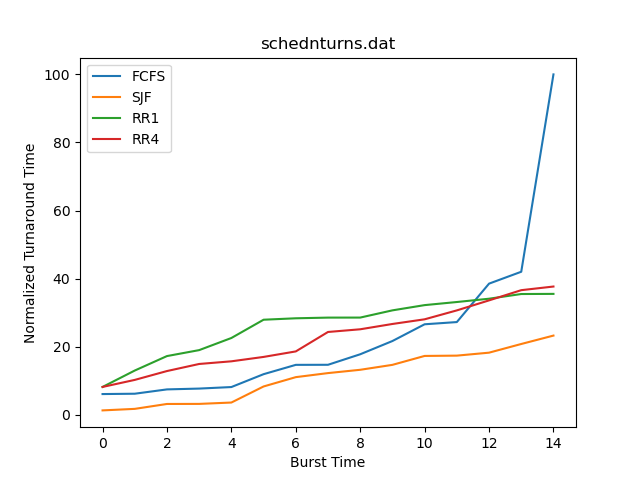 schednturns.dat
FCFS
SJF
RR1
RR4
Normalized Turnaround Time
100
80
60
40
20
0
0 2 4 6 8 10 12 14
Burst Time